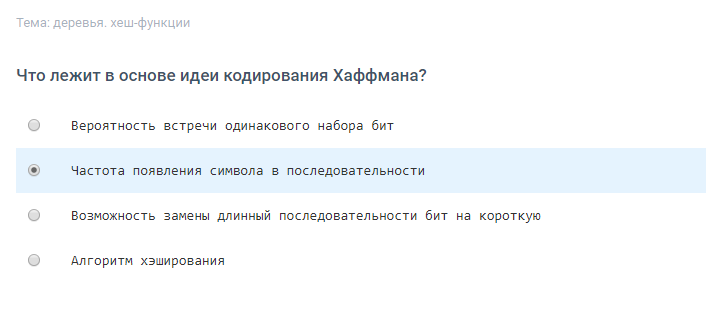 Тема: деревья. хеш-функции
Что лежит в основе идеи кодирования Хаффмана?
Вероятность встречи одинакового набора бит
Частота появления символа в последовательности
Возможность замены длинный последовательности бит на короткую
Алгоритм хэширования